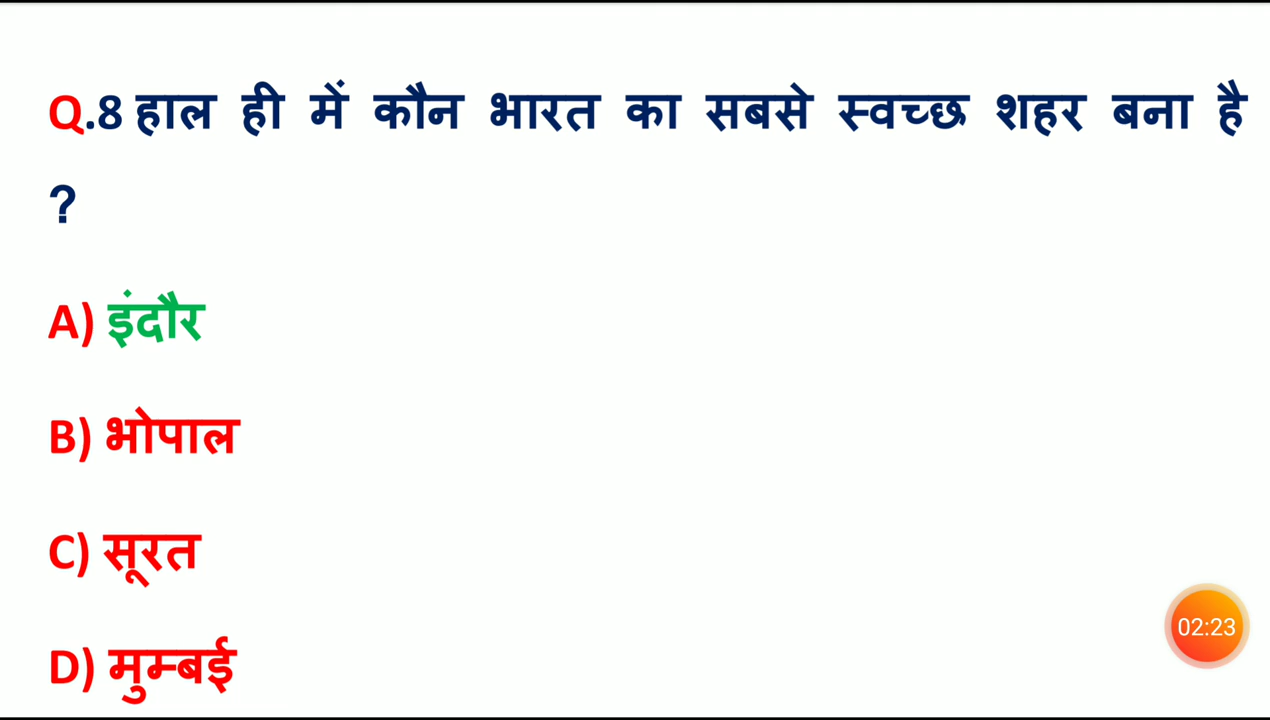 Q.8 हाल ही में कौन भारत का सबसे स्वच्छ शहर बना है
?
A) इंदौर
B) भोपाल
C) सूरत
D) मुम्बई
02:23